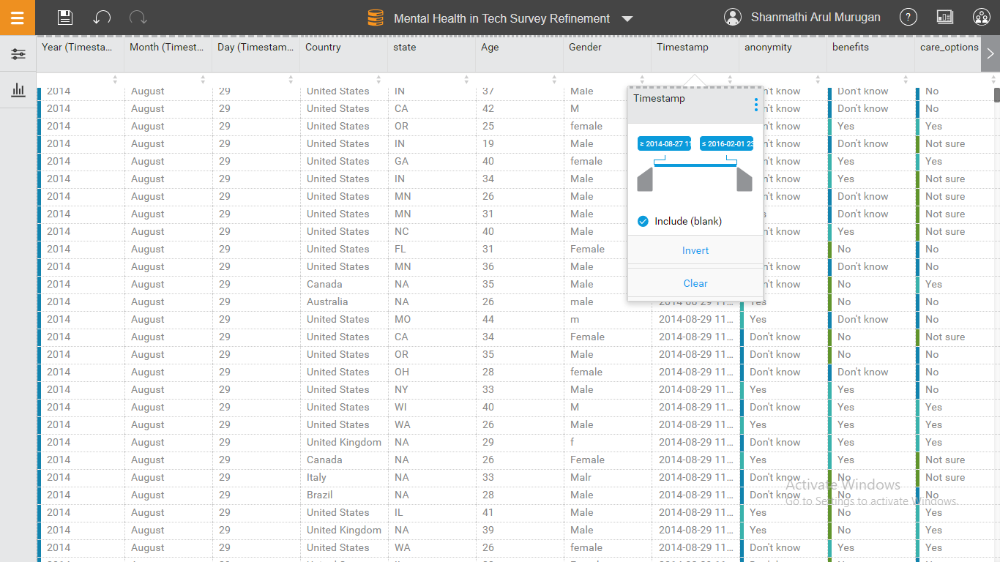 Mental Health in Tech Survey Refinement Shanmathi Arul Murugan ?
Year (Timesta... Month (Timest... Day (Timestam... Country state Age Gender Timestamp anonymity benefits care_options
2014 August 29 United States IN 37 Male n't know Don't know No
Timestamp
2014 August 29 United States CA 42 M n't know Don't know No
2014 August 29 United States OR 25 female n't know Yes Yes
2014 August 29 United States IN 19 Male ≥ 2014-08-27 11 ≤ 2016-02-01 23 n't know Don't know Not sure
2014 August 29 United States GA 40 female n't know Yes Yes
2014 August 29 United States IN 34 Male n't know Yes Not sure
2014 August 29 United States MN 26 Male n't know Don't know Not sure
2014 August 29 United States MN 31 Male s Don't know Not sure
Include (blank)
2014 August 29 United States NC 40 Male n't know Yes Not sure
2014 August 29 United States FL 31 Female Invert No No
2014 August 29 United States MN 36 Male n't know Don't know No
2014 August 29 Canada NA 35 Male Clear n't know No Yes
2014 August 29 Australia NA 26 male 2014-08-29 11... Yes No No
2014 August 29 United States MO 44 m 2014-08-29 11... Yes Don't know No
2014 August 29 United States CA 34 Female 2014-08-29 11... Don't know No Not sure
2014 August 29 United States OR 35 Male 2014-08-29 11... Don't know No No
2014 August 29 United States OH 28 female 2014-08-29 11... Don't know Don't know No
2014 August 29 United States NY 33 Male 2014-08-29 11... Yes Yes No
2014 August 29 United States WI 40 M 2014-08-29 11... Don't know Yes Yes
2014 August 29 United States WA 26 Male 2014-08-29 11... Yes Yes Yes
2014 August 29 United Kingdom NA 29 f 2014-08-29 11... Don't know Yes Yes
2014 August 29 Canada NA 26 Female 2014-08-29 11... Yes Yes Not sure
2014 August 29 Italy NA 33 Malr 2014-08-29 11... Don't know No Not sure
Activate Windows
2014 August 29 Brazil NA 28 Male 2014-08-29 11... Don't know No No
Go to Settings to activate Windows.
2014 August 29 United States IL 41 Male 2014-08-29 11... Yes No Yes
2014 August 29 United Kingdom NA 39 Male 2014-08-29 11... Yes No Yes
2014 August 29 United States WA 26 female 2014-08-29 11... Don't know Yes Yes